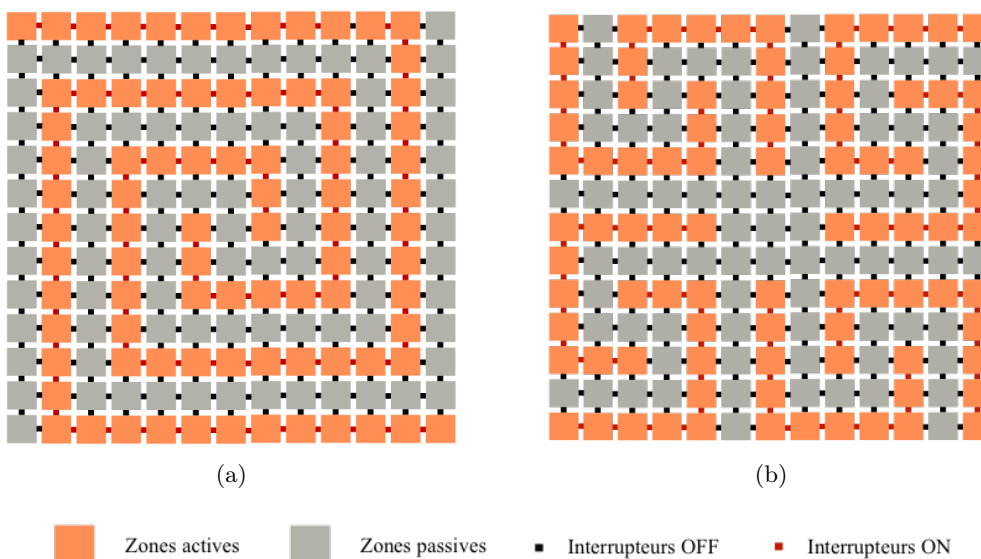 (a)
(b)
Zones actives
Zones passives
Interrupteurs OFF
Interrupteurs ON